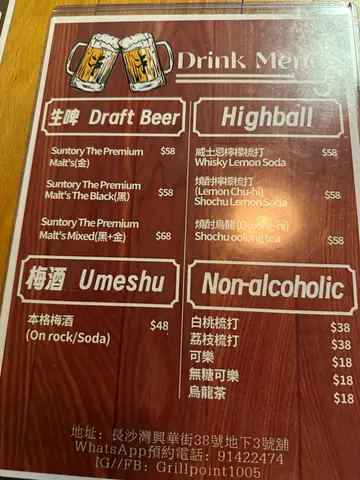 Drink Menu
生啤 Draft Beer
Suntory The Premium $58
Malt's(金)
Suntory The Premium
Malt's The Black(黑) $58
Suntory The Premium
Malt's Mixed(黑+金) $68
Highball
威士忌檸檬梳打 $58
Whisky Lemon Soda
燒酎檸檬梳打
(Lemon Chu-hi) $58
Shochu Lemon Soda
燒酎烏龍(Oolong-hi)
Shochu oolong tea $58
梅酒 Umeshu
本格梅酒 $48
(On rock/Soda)
Non-alcoholic
白桃梳打 $38
荔枝梳打 $38
可樂 $18
無糖可樂 $18
烏龍茶 $18
地址: 長沙灣興華街38號地下3號舖
WhatsApp預約電話: 91422474
IG//FB: Grillpoint1005